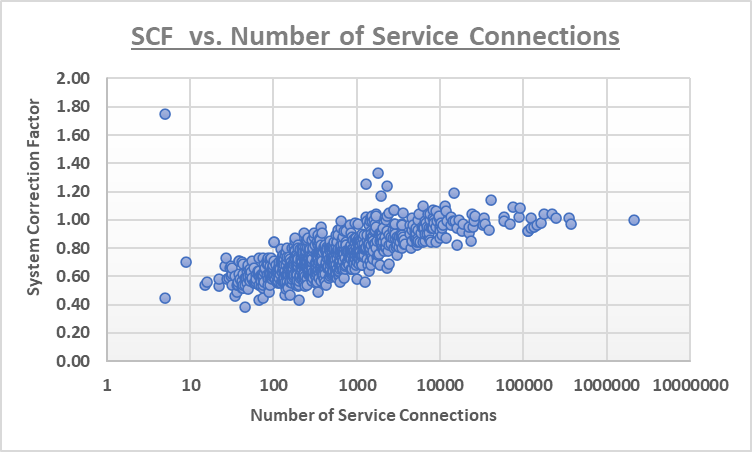 SCF vs. Number of Service Connections
2.00
1.80
1.60
1.40
1.20
1.00
0.80
0.60
0.40
0.20
0.00
System Correction Factor
1 10 100 1000 10000 100000 1000000 10000000
Number of Service Connections